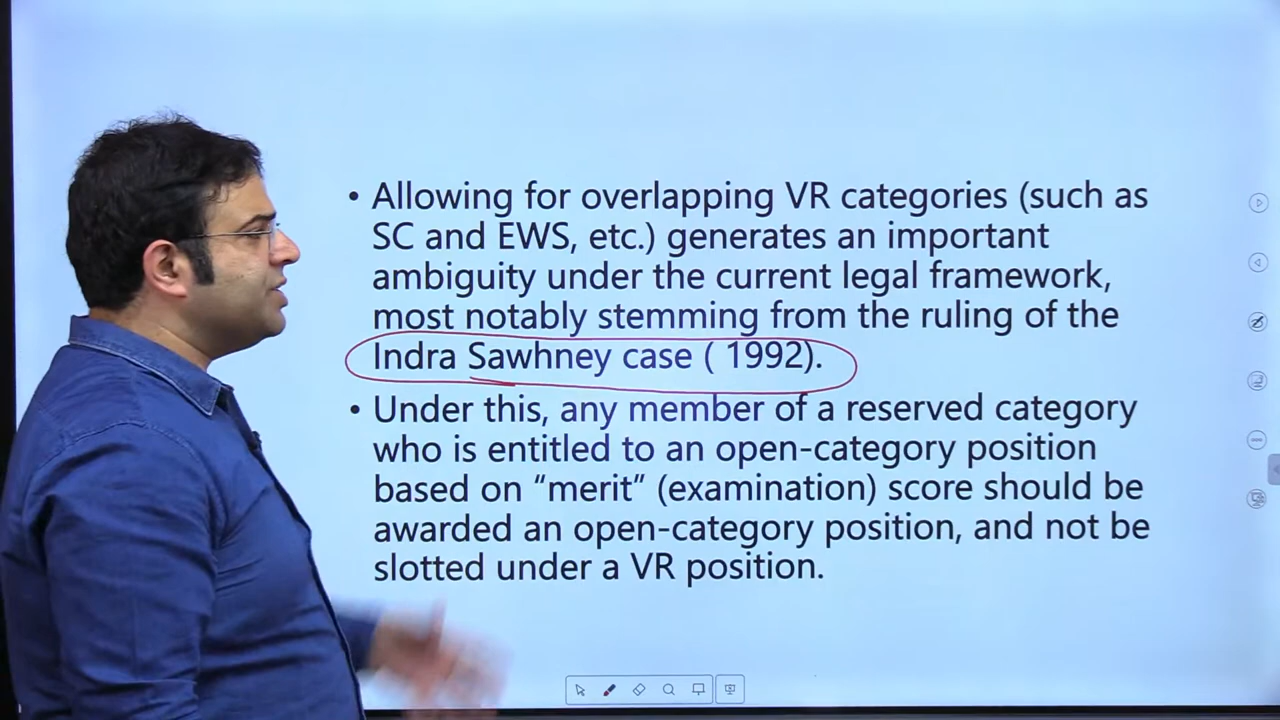 • Allowing for overlapping VR categories (such as
SC and EWS, etc.) generates an important
ambiguity under the current legal framework,
most notably stemming from the ruling of the
Indra Sawhney case ( 1992).
• Under this, any member of a reserved category
who is entitled to an open-category position
based on “merit” (examination) score should be
awarded an open-category position, and not be
slotted under a VR position.